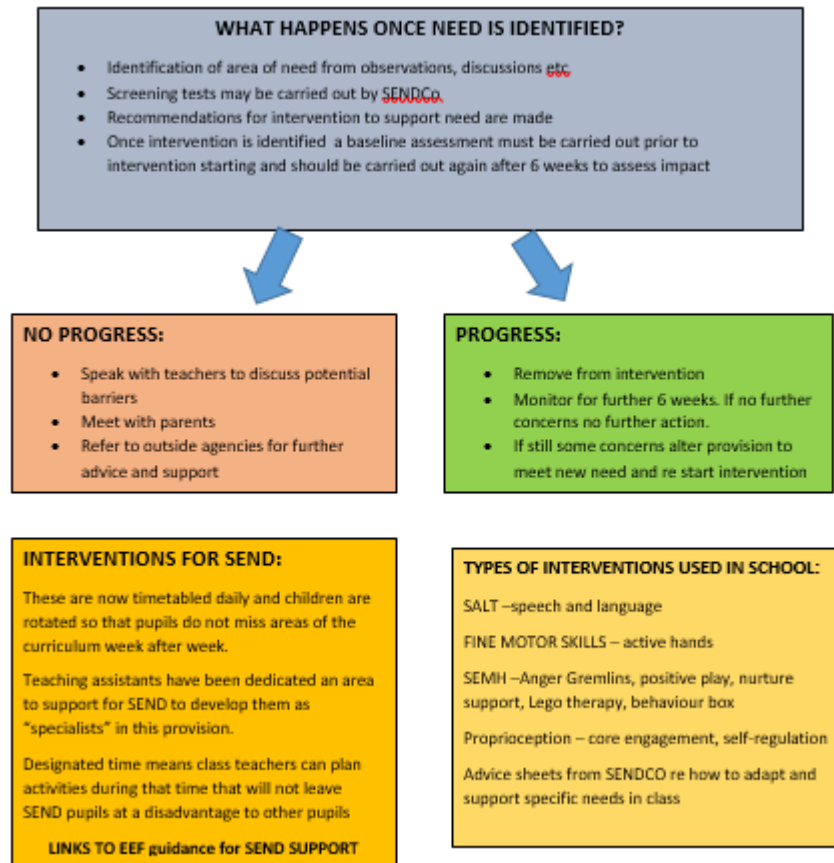 WHAT HAPPENS ONCE NEED IS IDENTIFIED?
• Identification of area of need from observations, discussions etc
• Screening tests may be carried out by SENDCo
• Recommendations for intervention to support need are made
• Once intervention is identified a baseline assessment must be carried out prior to
intervention starting and should be carried out again after 6 weeks to assess impact
NO PROGRESS:
• Speak with teachers to discuss potential
barriers
• Meet with parents
• Refer to outside agencies for further
advice and support
PROGRESS:
• Remove from intervention
• Monitor for further 6 weeks. If no further
concerns no further action.
• If still some concerns alter provision to
meet new need and re start intervention
INTERVENTIONS FOR SEND:
These are now timetabled daily and children are
rotated so that pupils do not miss areas of the
curriculum week after week.
Teaching assistants have been dedicated an area
to support for SEND to develop them as
“specialists” in this provision.
Designated time means class teachers can plan
activities during that time that will not leave
SEND pupils at a disadvantage to other pupils
LINKS TO EEF guidance for SEND SUPPORT
TYPES OF INTERVENTIONS USED IN SCHOOL:
SALT –speech and language
FINE MOTOR SKILLS – active hands
SEMH –Anger Gremlins, positive play, nurture
support, Lego therapy, behaviour box
Proprioception – core engagement, self-regulation
Advice sheets from SENDCO re how to adapt and
support specific needs in class